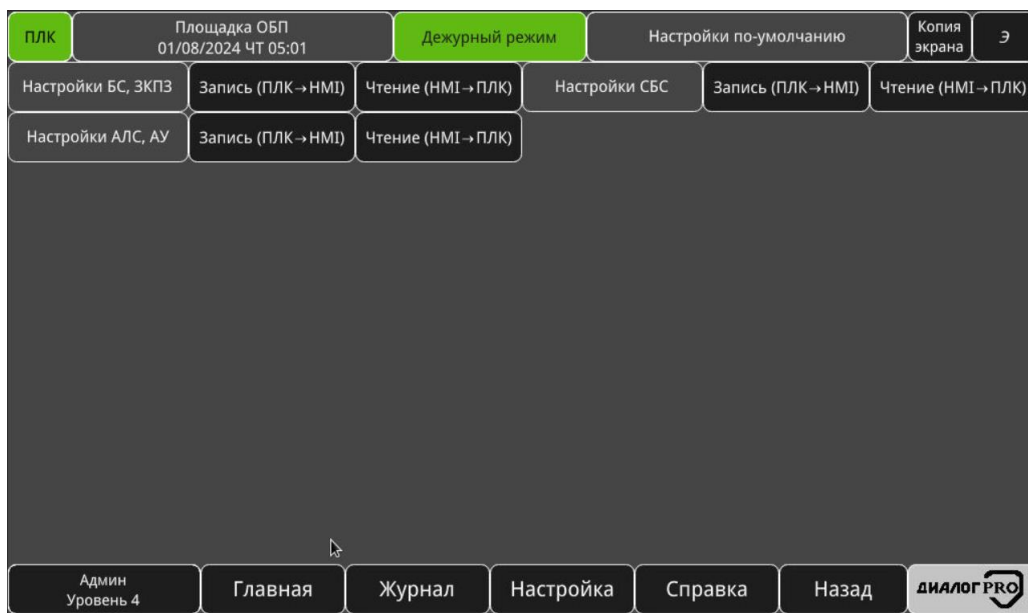 ПЛК
Площадка ОБП
01/08/2024 ЧТ 05:01
Дежурный режим
Настройки по-умолчанию
Копия
экрана
Э
Настройки БС, ЗКПЗ
Запись (ПЛК→HMI)
Чтение (HMI→ПЛК)
Настройки СБС
Запись (ПЛК→HMI)
Чтение (HMI→ПЛК)
Настройки АЛС, АУ
Запись (ПЛК→HMI)
Чтение (HMI→ПЛК)
Админ
Уровень 4
Главная
Журнал
Настройка
Справка
Назад
ДИАЛОГ PRO